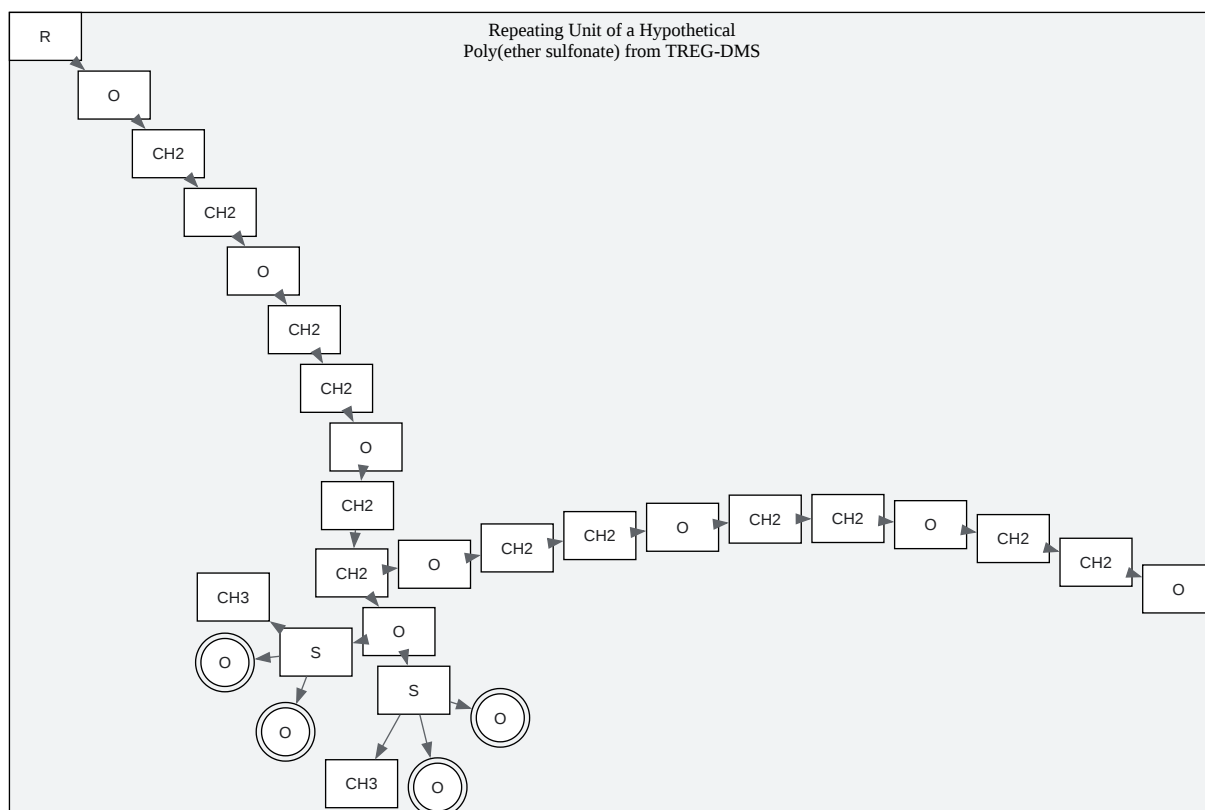 Repeating Unit of a Hypothetical
Poly(ether sulfonate) from TREG-DMS
R
O
CH2
CH2
O
CH2
CH2
O
CH2
CH2
O
CH2
CH2
O
CH2
CH2
O
CH2
CH2
O
O
S
CH3
O
O
S
O
CH3
O